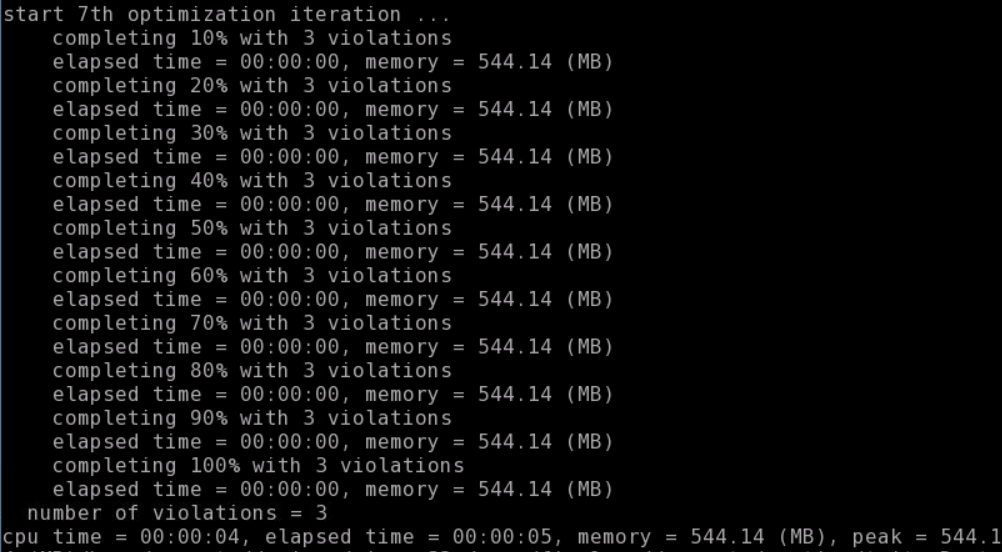 start 7th optimization iteration ...
completing 10% with 3 violations
elapsed time = 00:00:00, memory = 544.14 (MB)
completing 20% with 3 violations
elapsed time = 00:00:00, memory = 544.14 (MB)
completing 30% with 3 violations
elapsed time = 00:00:00, memory = 544.14 (MB)
completing 40% with 3 violations
elapsed time = 00:00:00, memory = 544.14 (MB)
completing 50% with 3 violations
elapsed time = 00:00:00, memory = 544.14 (MB)
completing 60% with 3 violations
elapsed time = 00:00:00, memory = 544.14 (MB)
completing 70% with 3 violations
elapsed time = 00:00:00, memory = 544.14 (MB)
completing 80% with 3 violations
elapsed time = 00:00:00, memory = 544.14 (MB)
completing 90% with 3 violations
elapsed time = 00:00:00, memory = 544.14 (MB)
completing 100% with 3 violations
elapsed time = 00:00:00, memory = 544.14 (MB)
number of violations = 3
cpu time = 00:00:04, elapsed time = 00:00:05, memory = 544.14 (MB), peak = 544.1